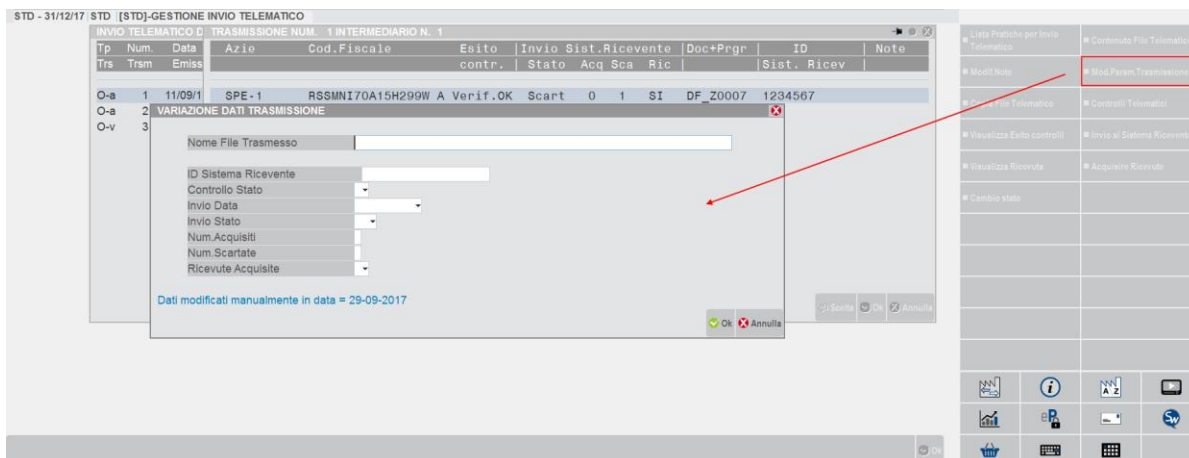 STD - 31/12/17 STD [STD]-GESTIONE INVIO TELEMATICO
INVIO TELEMATICO D TRASMISSIONE NUM. 1 INTERMEDIARIO N. 1
Tp Num. Data Azie Cod.Fiscale Esito |Invio Sist.Ricevente |Doc+Prgr | ID | Note
Trs Trsm Emiss contr. | Stato Acq Sca Ric | |Sist. Ricev |
O-a 1 11/09/1 SPE-1 RSSMNI70A15H299W A Verif.OK Scart 0 1 SI DF_Z0007 1234567
O-a 2
O-v 3
VARIAZIONE DATI TRASMISSIONE
Nome File Trasmesso
ID Sistema Ricevente
Controllo Stato
Invio Data
Invio Stato
Num.Acquisiti
Num.Scartate
Ricevute Acquisite
Dati modificati manualmente in data = 29-09-2017
Ok Annulla
Scelte Ok Annulla
Lista Pratiche per Invio Telematico
Contenuto File Telematico
Modif.Note
Mod.Param.Trasmissione
File Telematico
Controlli Telematici
Visualizza Esito controlli
Invio al Sistema Ricevente
Visualizza Ricevute
Acquisire Ricevute
Cambio stato
A Z
eP
SW
Ok